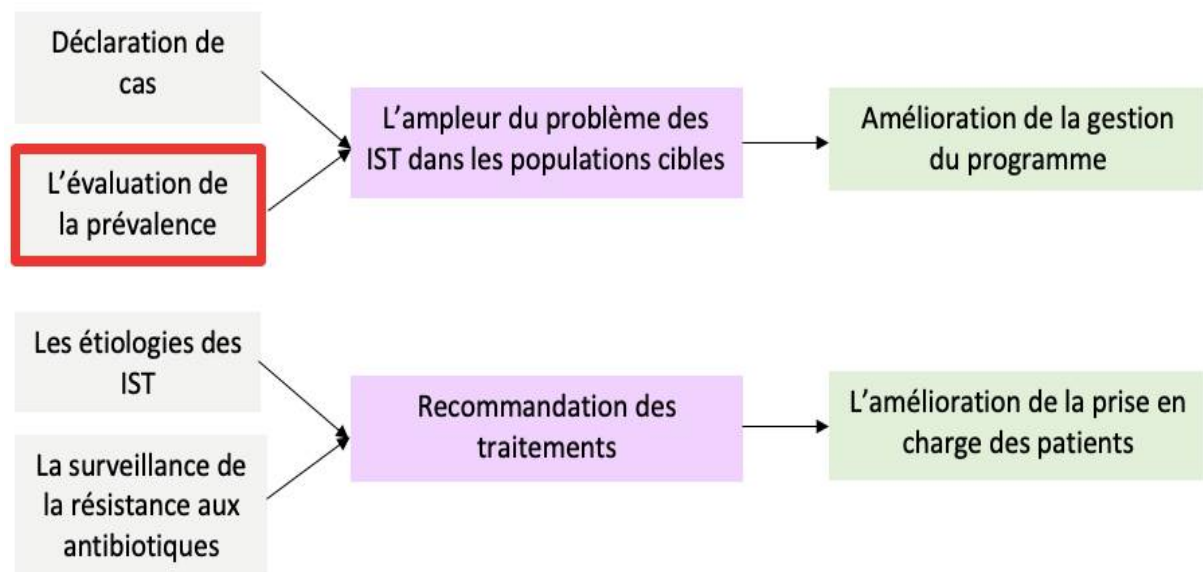 Déclaration de
cas
L'évaluation de
la prévalence
L'ampleur du problème des
IST dans les populations cibles
Amélioration de la gestion
du programme
Les étiologies des
IST
La surveillance de
la résistance aux
antibiotiques
Recommandation des
traitements
L'amélioration de la prise en
charge des patients